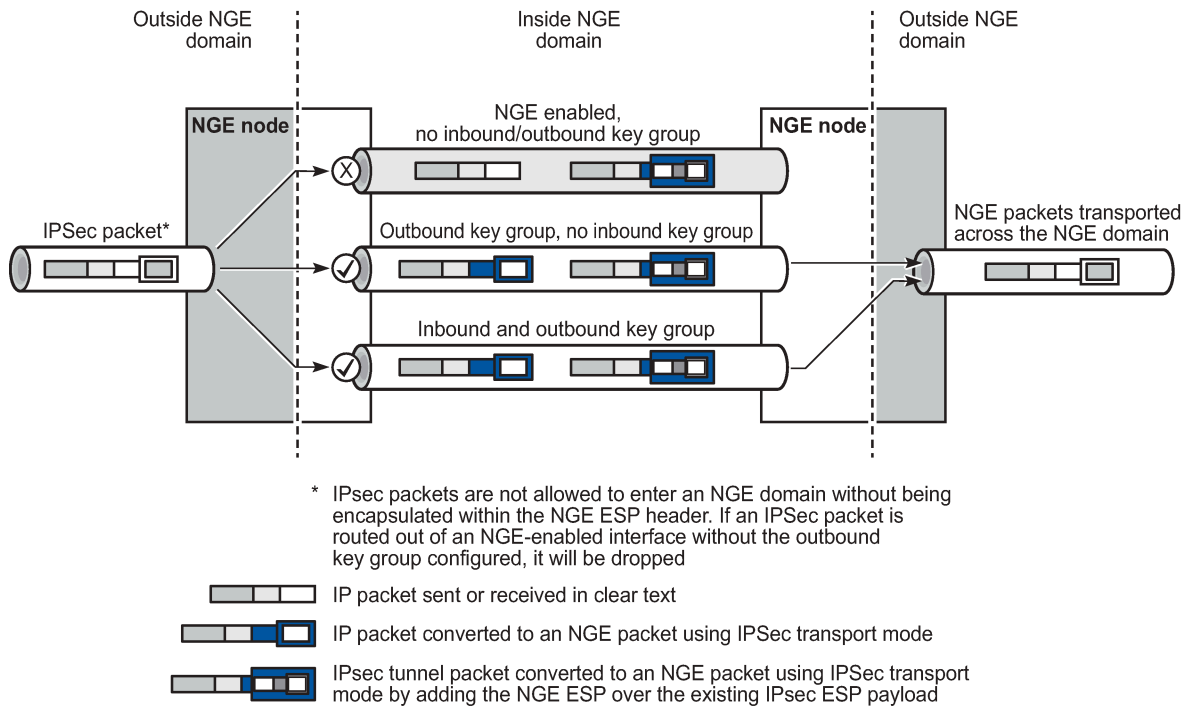 Outside NGE
domain
Inside NGE
domain
Outside NGE
domain
NGE node
NGE enabled,
no inbound/outbound key group
NGE node
X
IPSec packet*
Outbound key group, no inbound key group
NGE packets transported
across the NGE domain
Inbound and outbound key group
* IPsec packets are not allowed to enter an NGE domain without being
encapsulated within the NGE ESP header. If an IPSec packet is
routed out of an NGE-enabled interface without the outbound
key group configured, it will be dropped
IP packet sent or received in clear text
IP packet converted to an NGE packet using IPSec transport mode
IPsec tunnel packet converted to an NGE packet using IPSec transport
mode by adding the NGE ESP over the existing IPsec ESP payload